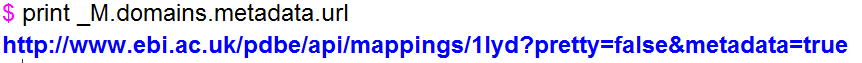 $ print _M.domains.metadata.url
http://www.ebi.ac.uk/pdbe/api/mappings/1lyd?pretty=false&metadata=true